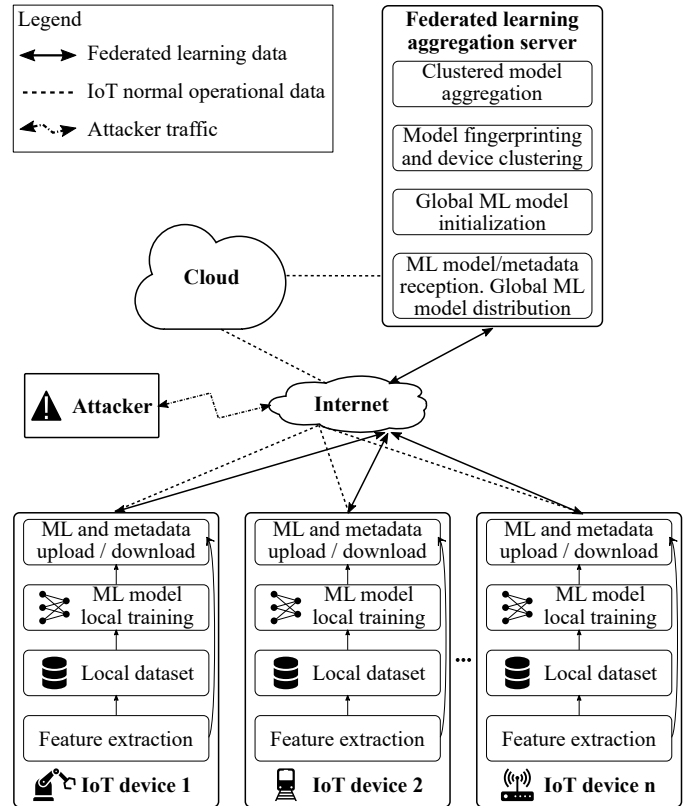 Legend
Federated learning data
IoT normal operational data
Attacker traffic
Federated learning
aggregation server
Clustered model
aggregation
Model fingerprinting
and device clustering
Global ML model
initialization
ML model/metadata
reception. Global ML
model distribution
Cloud
Attacker
Internet
ML and metadata
upload / download
ML model
local training
Local dataset
Feature extraction
IoT device 1
ML and metadata
upload / download
ML model
local training
Local dataset
Feature extraction
IoT device 2
...
ML and metadata
upload / download
ML model
local training
Local dataset
Feature extraction
IoT device n